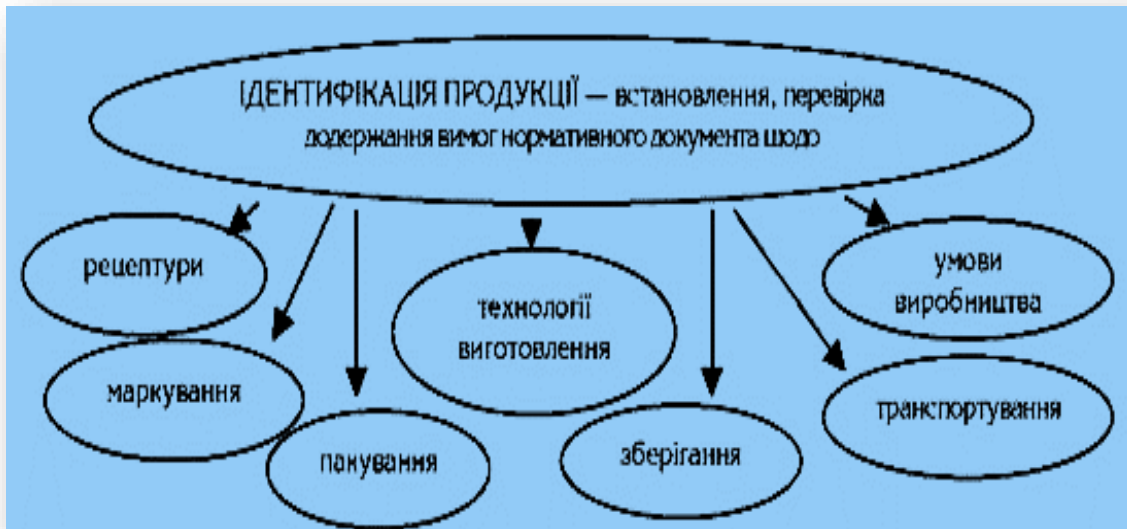 ІДЕНТИФІКАЦІЯ ПРОДУКЦІЇ — встановлення, перевірка
додержання вимог нормативного документа щодо
рецептури
маркування
пакування
технології
виготовлення
зберігання
умови
виробництва
транспортування